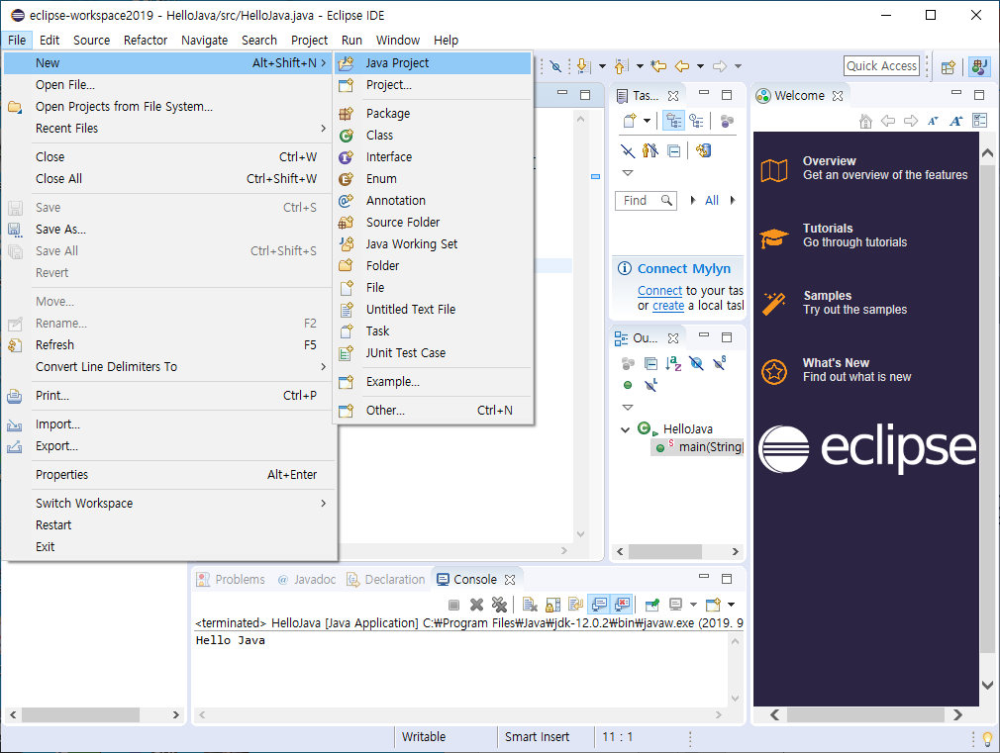 eclipse-workspace2019 - HelloJava/src/HelloJava.java - Eclipse IDE
File Edit Source Refactor Navigate Search Project Run Window Help
New Alt+Shift+N
Open File...
Open Projects from File System...
Recent Files
Close Ctrl+W
Close All Ctrl+Shift+W
Save Ctrl+S
Save As...
Save All Ctrl+Shift+S
Revert
Move...
Rename... F2
Refresh F5
Convert Line Delimiters To
Print... Ctrl+P
Import...
Export...
Properties Alt+Enter
Switch Workspace
Restart
Exit
Java Project
Project...
Package
Class
Interface
Enum
Annotation
Source Folder
Java Working Set
Folder
File
Untitled Text File
Task
JUnit Test Case
Example...
Other... Ctrl+N
Quick Access
Tas...
Find All
Connect Mylyn
Connect to your tas
or create a local tasl
Ou...
HelloJava
main(String
Welcome
Overview
Get an overview of the features
Tutorials
Go through tutorials
Samples
Try out the samples
What's New
Find out what is new
eclipse
Problems @ Javadoc Declaration Console
<terminated> HelloJava [Java Application] C:₩Program Files₩Java₩jdk-12.0.2₩bin₩javaw.exe (2019. 9
Hello Java
Writable Smart Insert 11 : 1